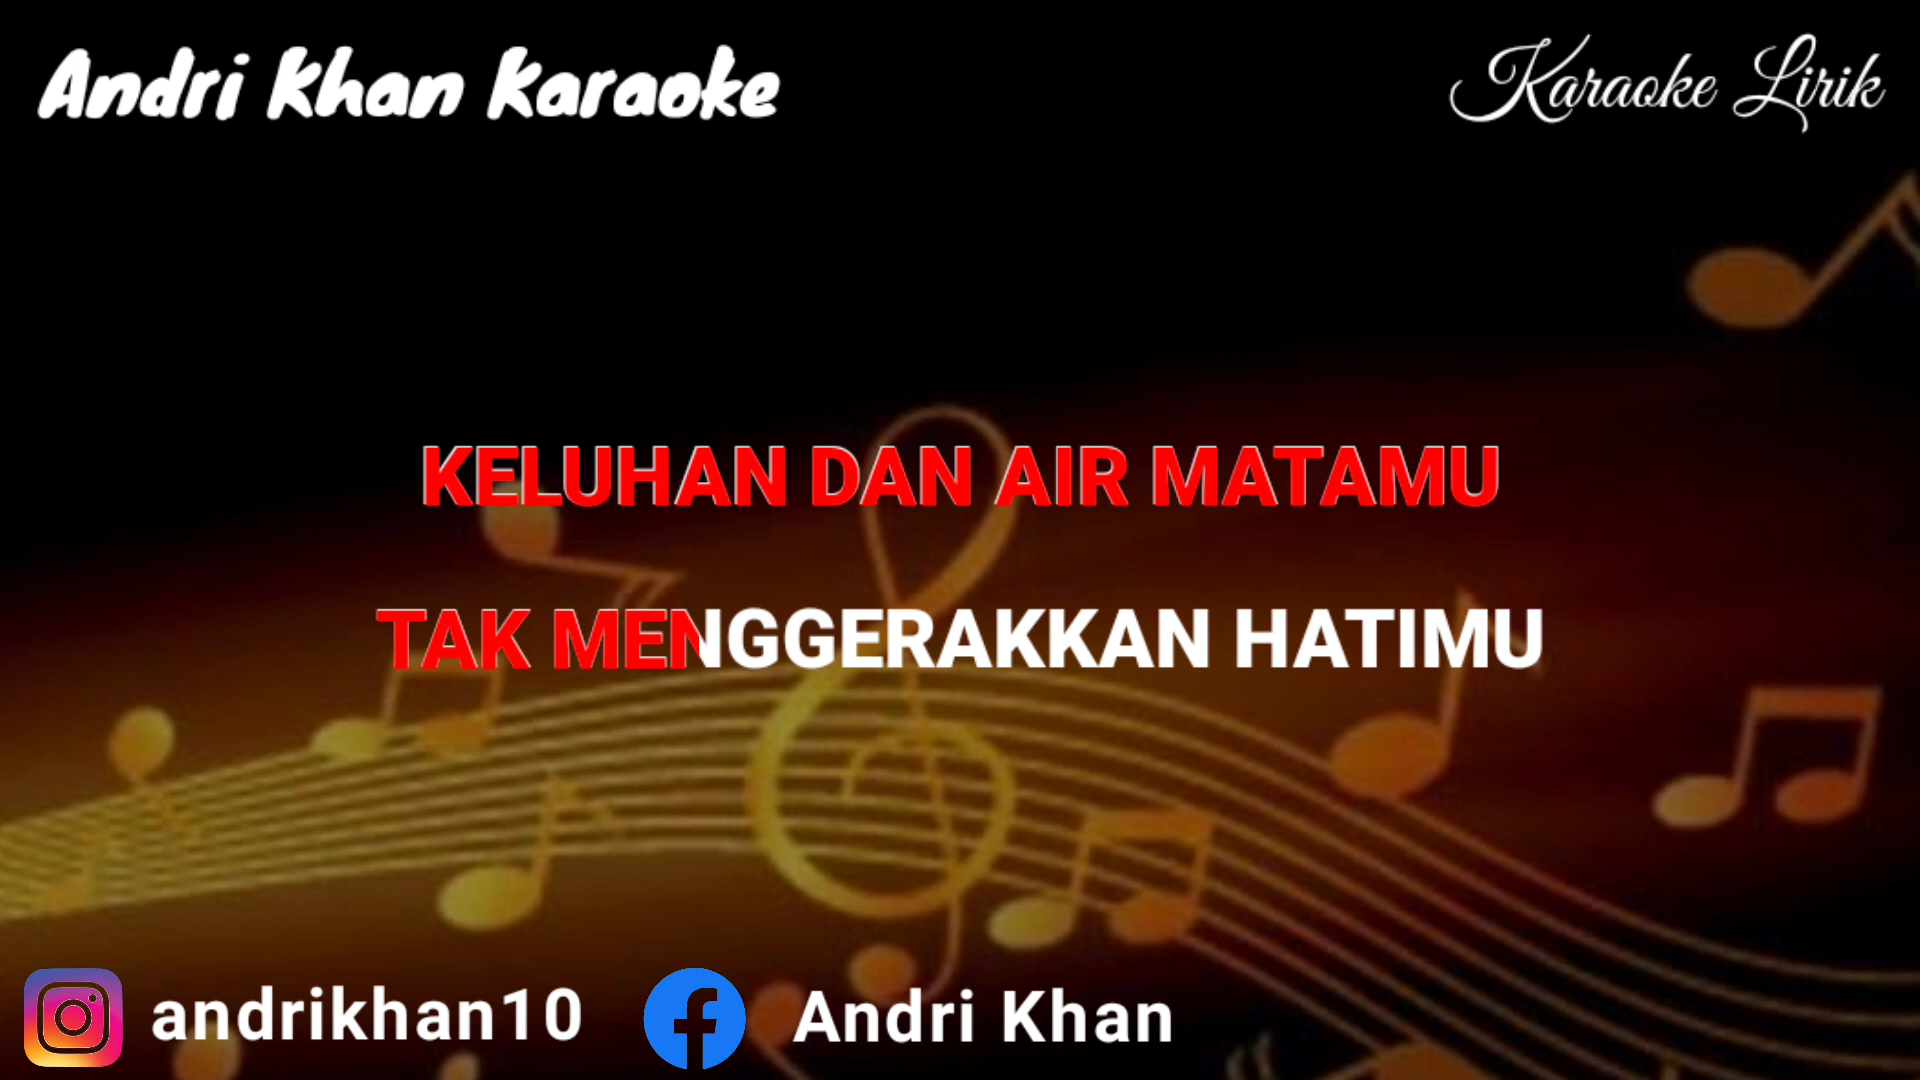 Andri Khan Karaoke
Karaoke Lirik
KELUHAN DAN AIR MATAMU
TAK MENGGERAKKAN HATIMU
andrikhan10
Andri Khan